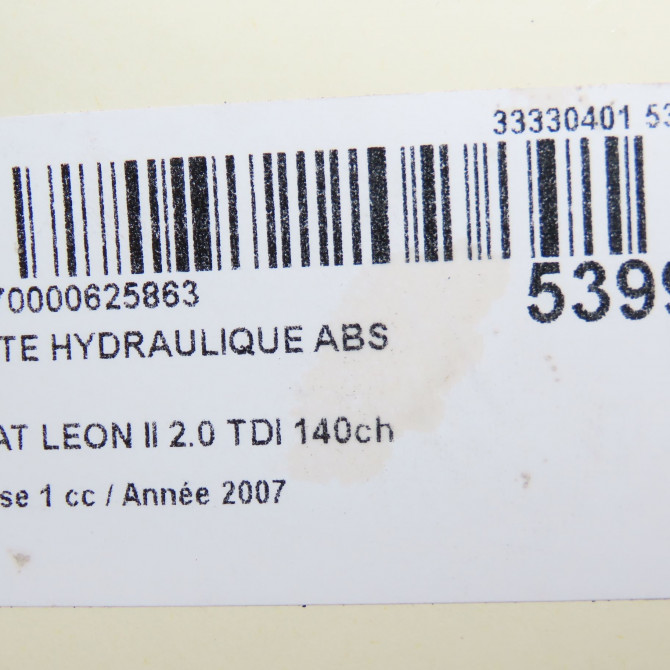 33330401 53
70000625863
5399
TE HYDRAULIQUE ABS
AT LEON II 2.0 TDI 140ch
se 1 cc / Année 2007